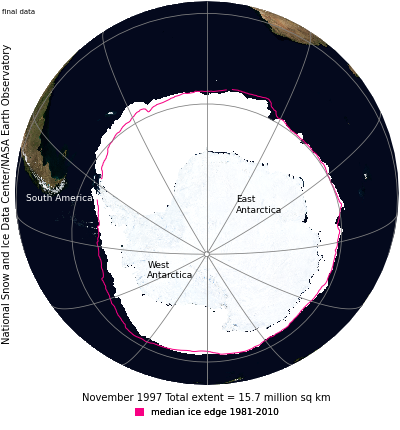 final data
National Snow and Ice Data Center/NASA Earth Observatory
South America
East
Antarctica
West
Antarctica
November 1997 Total extent = 15.7 million sq km
median ice edge 1981-2010